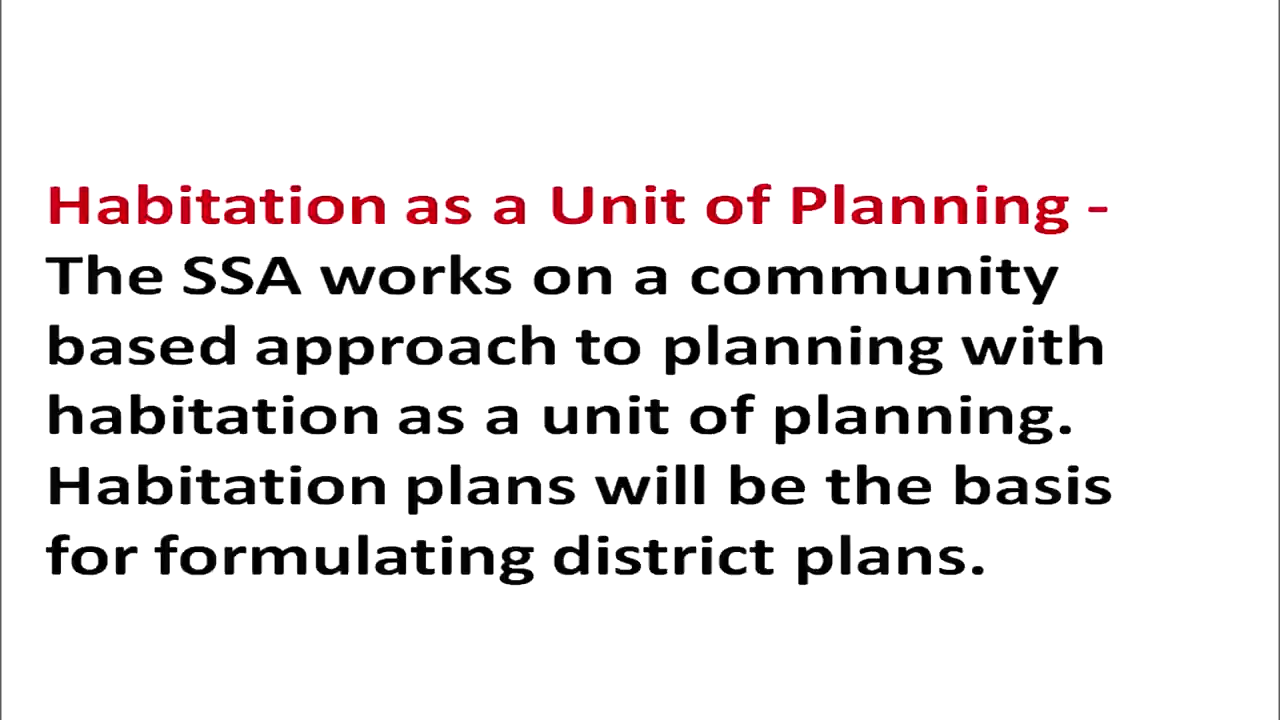 Habitation as a Unit of Planning -
The SSA works on a community
based approach to planning with
habitation as a unit of planning.
Habitation plans will be the basis
for formulating district plans.